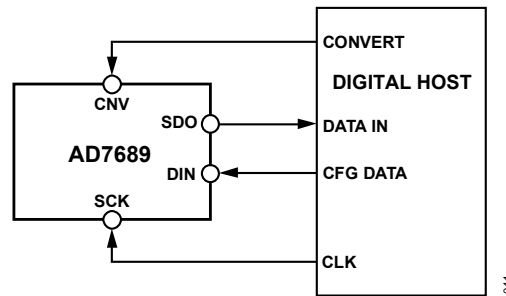 CONVERT
DIGITAL HOST
CNV
SDO
DATA IN
AD7689
DIN
CFG DATA
SCK
CLK